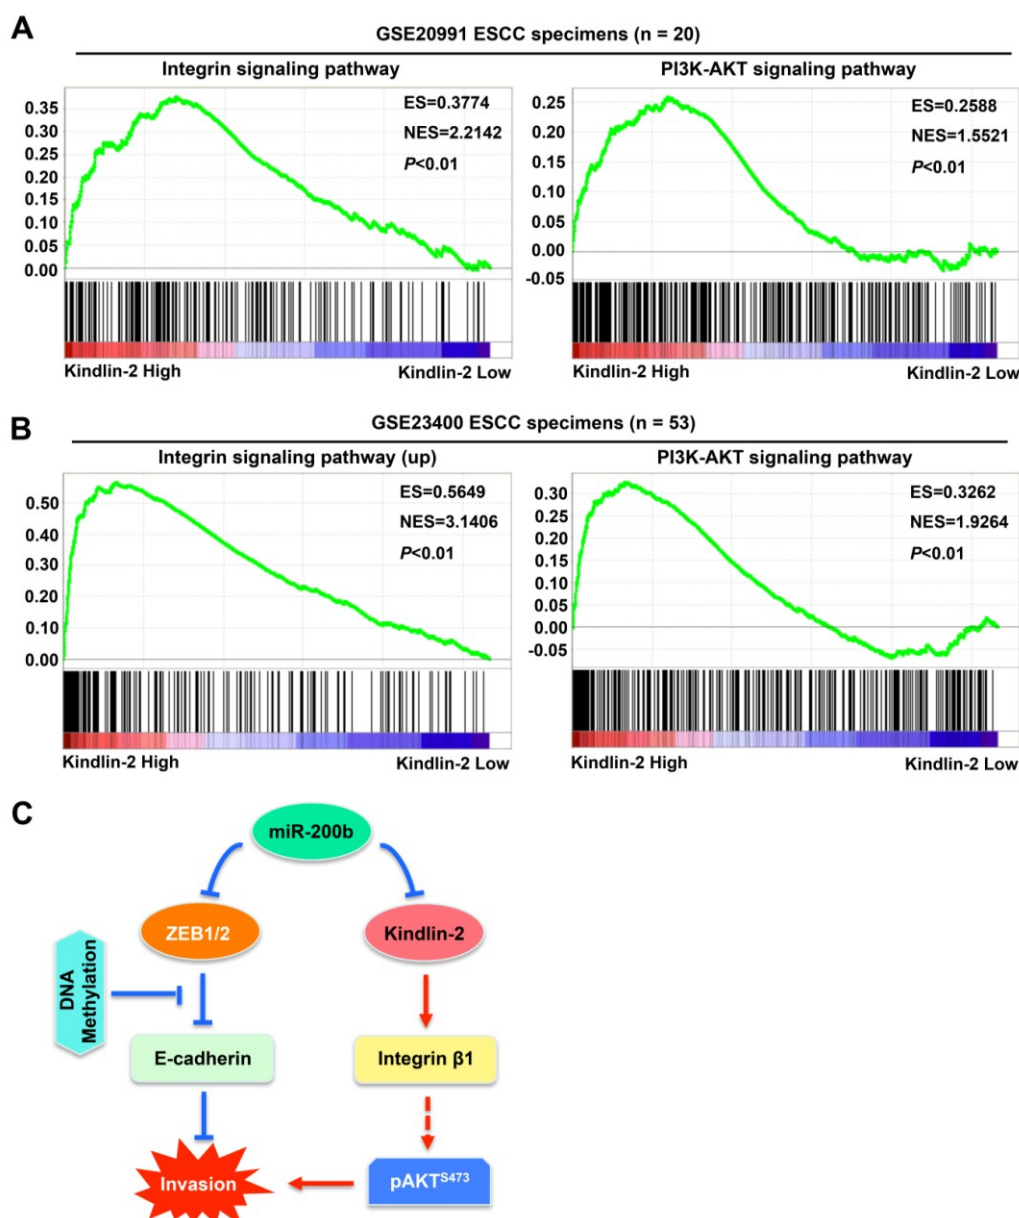 A
GSE20991 ESCC specimens (n = 20)
Integrin signaling pathway
0.35
0.30
0.25
0.20
0.15
0.10
0.05
0.00
ES=0.3774
NES=2.2142
P<0.01
Kindlin-2 High
Kindlin-2 Low
PI3K-AKT signaling pathway
0.25
0.20
0.15
0.10
0.05
0.00
-0.05
ES=0.2588
NES=1.5521
P<0.01
Kindlin-2 High
Kindlin-2 Low
B
GSE23400 ESCC specimens (n = 53)
Integrin signaling pathway (up)
0.50
0.40
0.30
0.20
0.10
0.00
ES=0.5649
NES=3.1406
P<0.01
Kindlin-2 High
Kindlin-2 Low
PI3K-AKT signaling pathway
0.30
0.25
0.20
0.15
0.10
0.05
0.00
-0.05
ES=0.3262
NES=1.9264
P<0.01
Kindlin-2 High
Kindlin-2 Low
C
miR-200b
ZEB1/2
Kindlin-2
DNA
Methylation
E-cadherin
Integrin β1
Invasion
pAKTS473